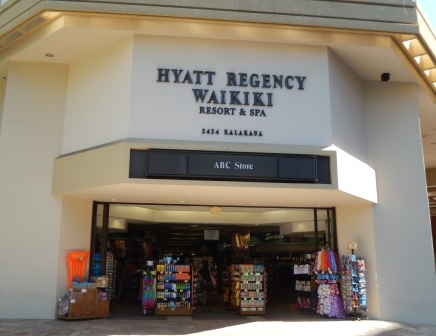 HYATT REGENCY
WAIKIKI
RESORT & SPA
2424 KALAKAUA
ABC Store